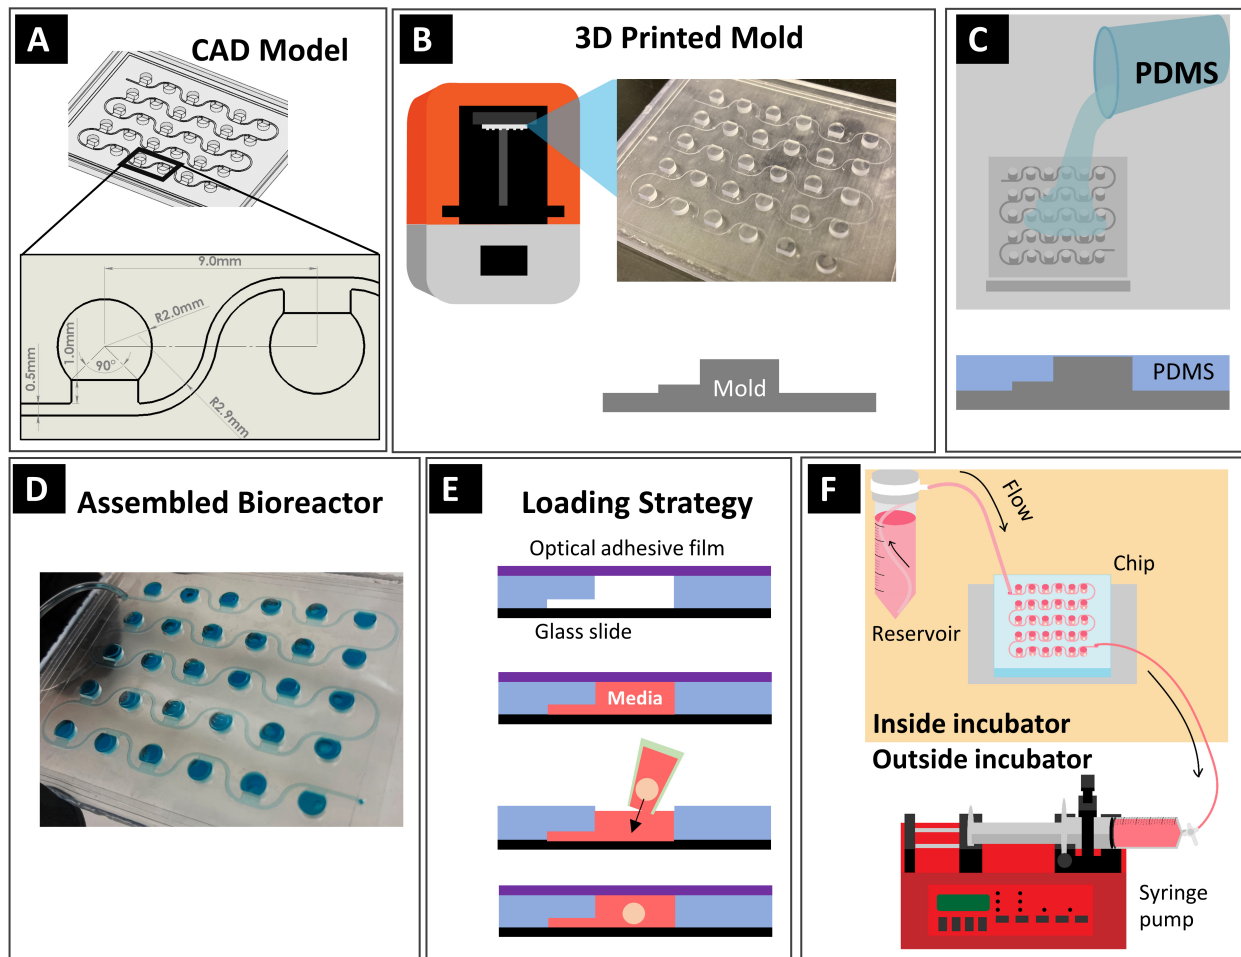 A
CAD Model
9.0mm
R2.0mm
1.0mm
90°
0.5mm
R2.9mm
B
3D Printed Mold
Mold
C
PDMS
PDMS
D
Assembled Bioreactor
E
Loading Strategy
Optical adhesive film
Glass slide
Media
F
Flow
Chip
Reservoir
Inside incubator
Outside incubator
Syringe
pump